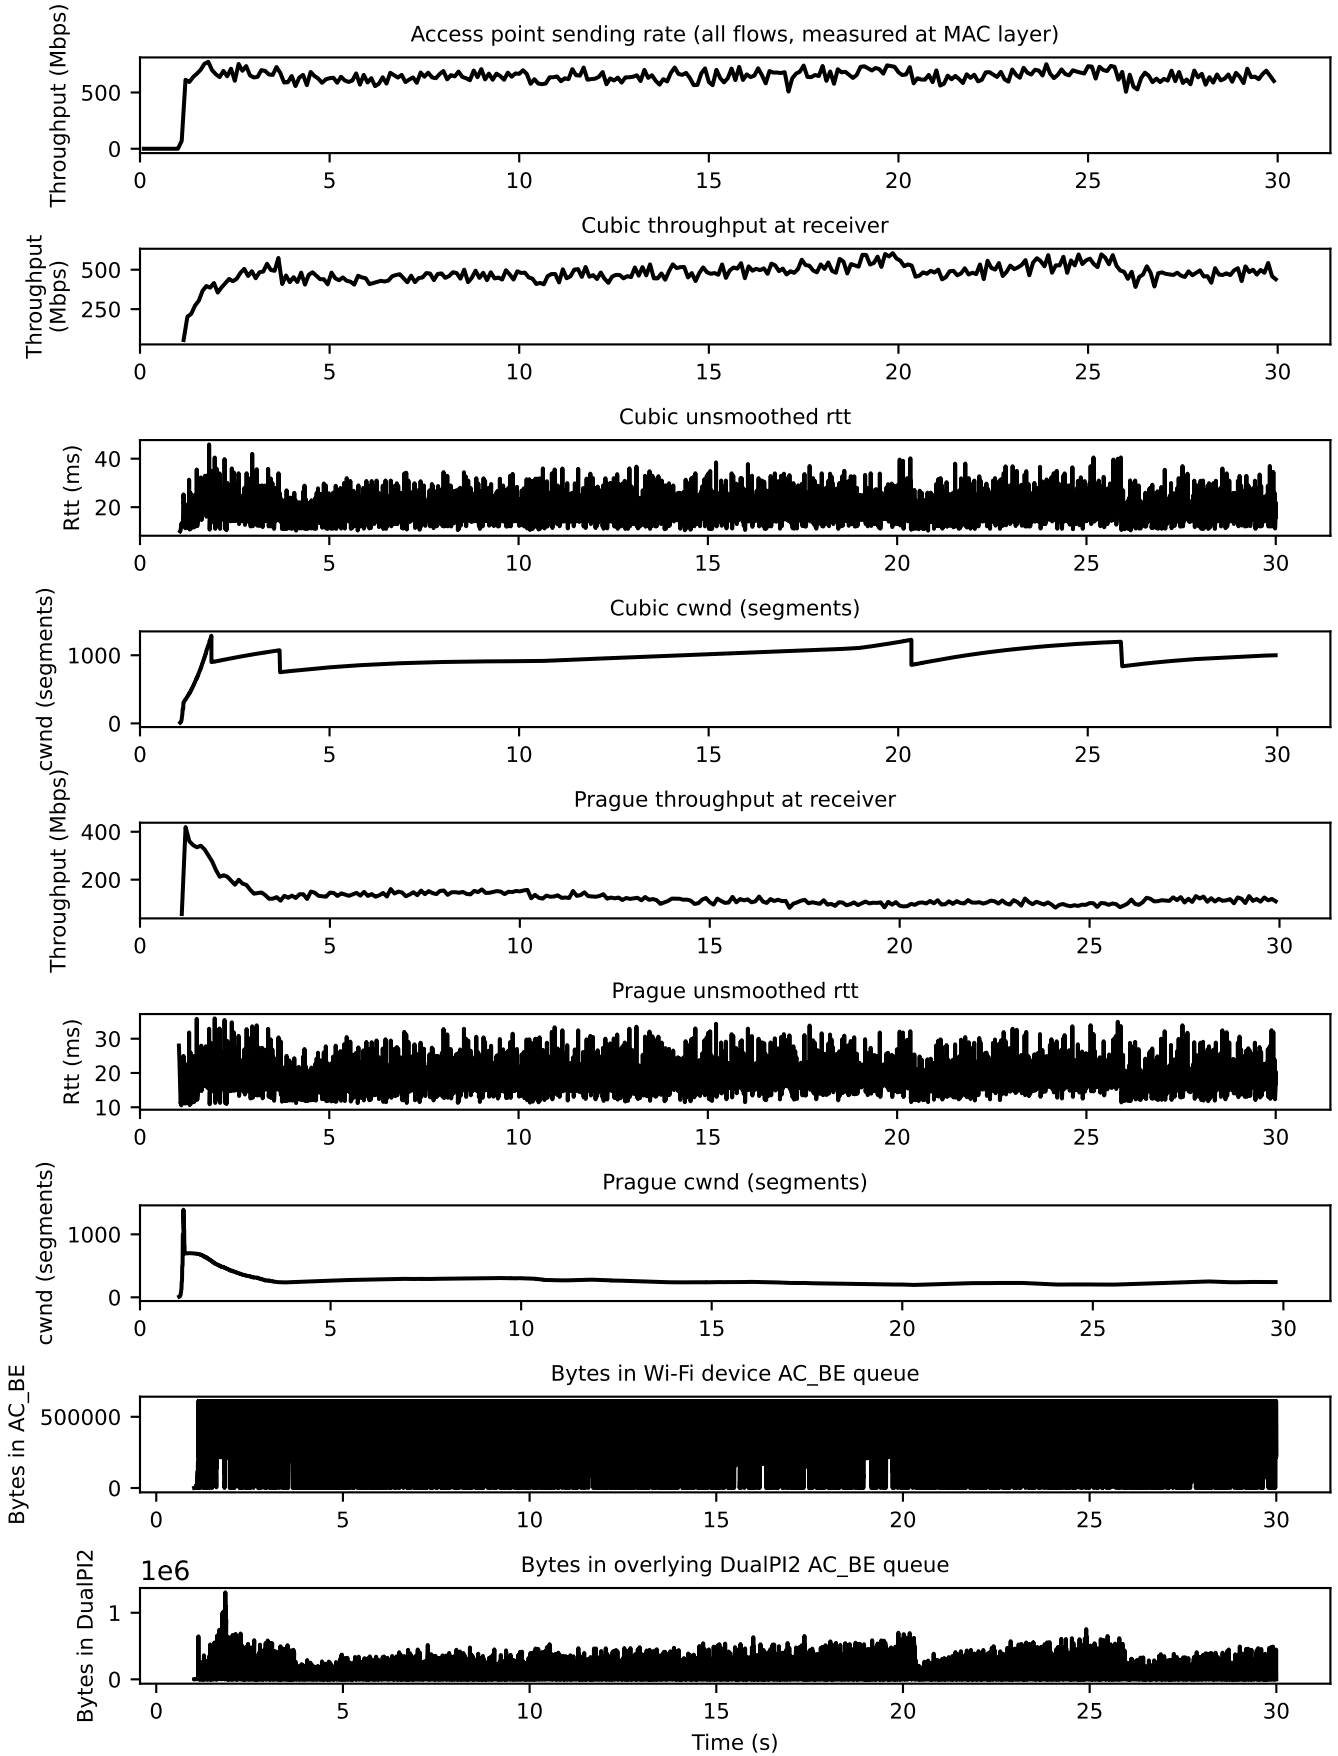 Access point sending rate (all flows, measured at MAC layer)
Throughput (Mbps)
500
0
0 5 10 15 20 25 30
Cubic throughput at receiver
Throughput
(Mbps)
500
250
0 5 10 15 20 25 30
Cubic unsmoothed rtt
Rtt (ms)
40
20
0 5 10 15 20 25 30
Cubic cwnd (segments)
cwnd (segments)
1000
0
0 5 10 15 20 25 30
Prague throughput at receiver
Throughput (Mbps)
400
200
0 5 10 15 20 25 30
Prague unsmoothed rtt
Rtt (ms)
30
20
10
0 5 10 15 20 25 30
Prague cwnd (segments)
cwnd (segments)
1000
0
0 5 10 15 20 25 30
Bytes in Wi-Fi device AC_BE queue
Bytes in AC_BE
500000
0
0 5 10 15 20 25 30
Bytes in overlying DualPI2 AC_BE queue
1e6
Bytes in DualPI2
1
0
0 5 10 15 20 25 30
Time (s)